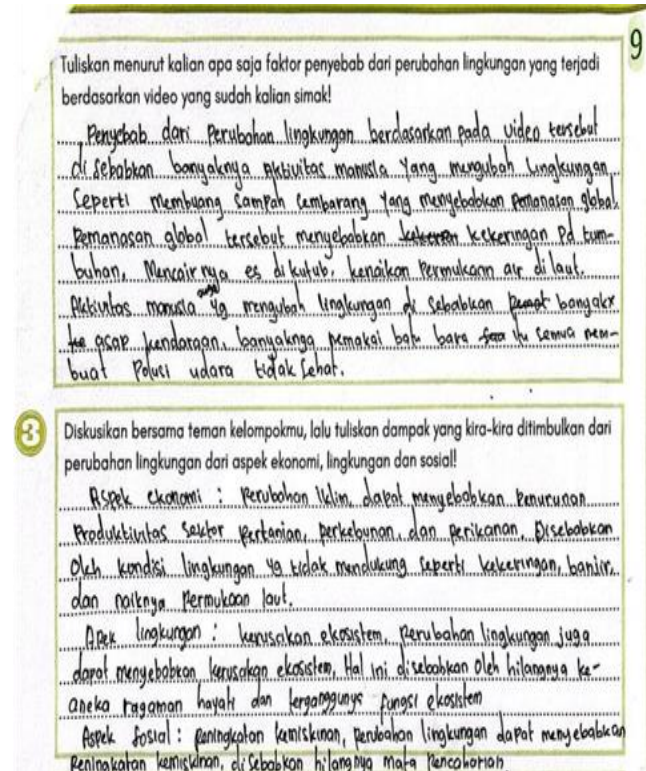 9
Tuliskan menurut kalian apa saja faktor penyebab dari perubahan lingkungan yang terjadi
berdasarkan video yang sudah kalian simak!
Penyebab dari Perubahan lingkungan berdasarkan pada video tersebut
di sebabkan banyaknya Aktivitas manusia Yang mengubah Lingkungan
Seperti Membuang Sampah Sembarang Yang menyebabkan Pemanasan global.
Pemanasan global tersebut menyebabkan kekeringan Pd tum-
buhan, Mencair nya es di kutub, kenaikan Permukaan air di laut.
Aktivitas manusia yg mengubah lingkungan di Sebabkan banyakx
asap kendaraan, banyaknya Pemakai batu bara itu Semua mem-
buat Polusi udara tidak Sehat.
3
Diskusikan bersama teman kelompokmu, lalu tuliskan dampak yang kira-kira ditimbulkan dari
perubahan lingkungan dari aspek ekonomi, lingkungan dan sosial!
Aspek ekonomi : Perubahan Iklim dapat menyebabkan Penurunan
Produktivitas Sektor Pertanian, Perkebunan, dan Perikanan. Disebabkan
Oleh kondisi lingkungan yg tidak mendukung Seperti kekeringan, banjir,
dan naiknya Permukaan laut.
Apek lingkungan : kerusakan ekosistem, Perubahan lingkungan juga
dapat menyebabkan kerusakan ekosistem, Hal ini disebabkan Oleh hilangnya ke-
aneka ragaman hayati dan terganggunya fungsi ekosistem
Aspek Sosial : Peningkatan kemiskinan, Perubahan lingkungan dapat menyebabkan
Peningkatan kemiskinan, disebabkan hilangnya mata Pencaharian